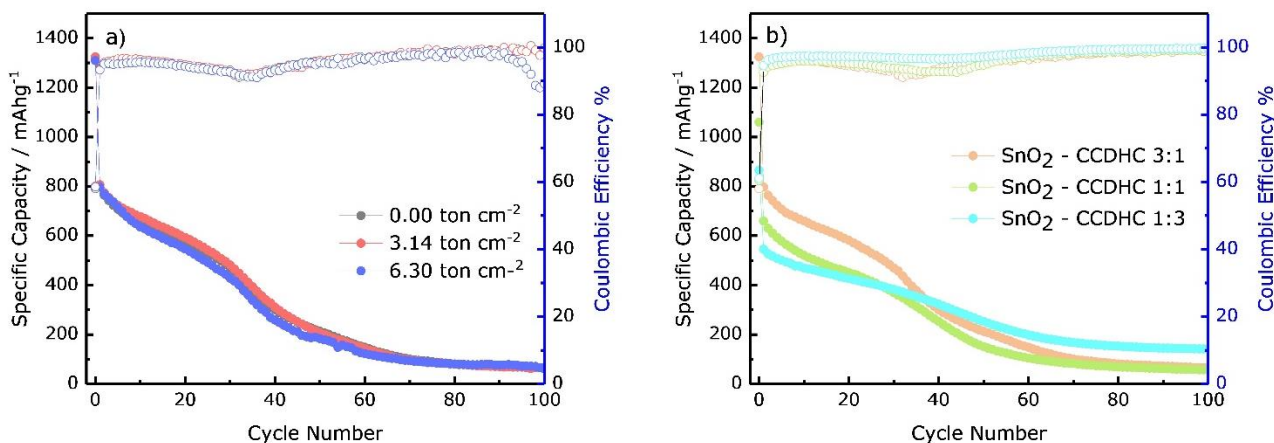 a)
Specific Capacity / mAhg⁻¹
1400
1200
1000
800
600
400
200
0
0.00 ton cm⁻²
3.14 ton cm⁻²
6.30 ton cm-²
100
80
60
40
20
0
Coulombic Efficiency %
0 20 40 60 80 100
Cycle Number
b)
Specific Capacity / mAhg⁻¹
1400
1200
1000
800
600
400
200
0
SnO₂ - CCDHC 3:1
SnO₂ - CCDHC 1:1
SnO₂ - CCDHC 1:3
100
80
60
40
20
0
Coulombic Efficiency %
0 20 40 60 80 100
Cycle Number